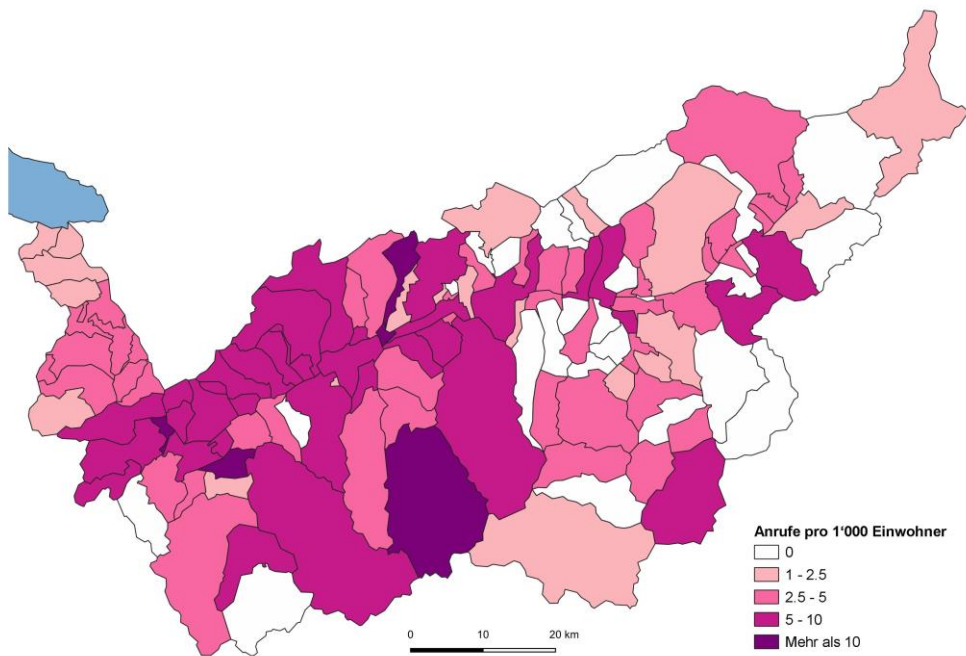 Anrufe pro 1'000 Einwohner
0
1 - 2.5
2.5 - 5
5 - 10
Mehr als 10
0 10 20 km